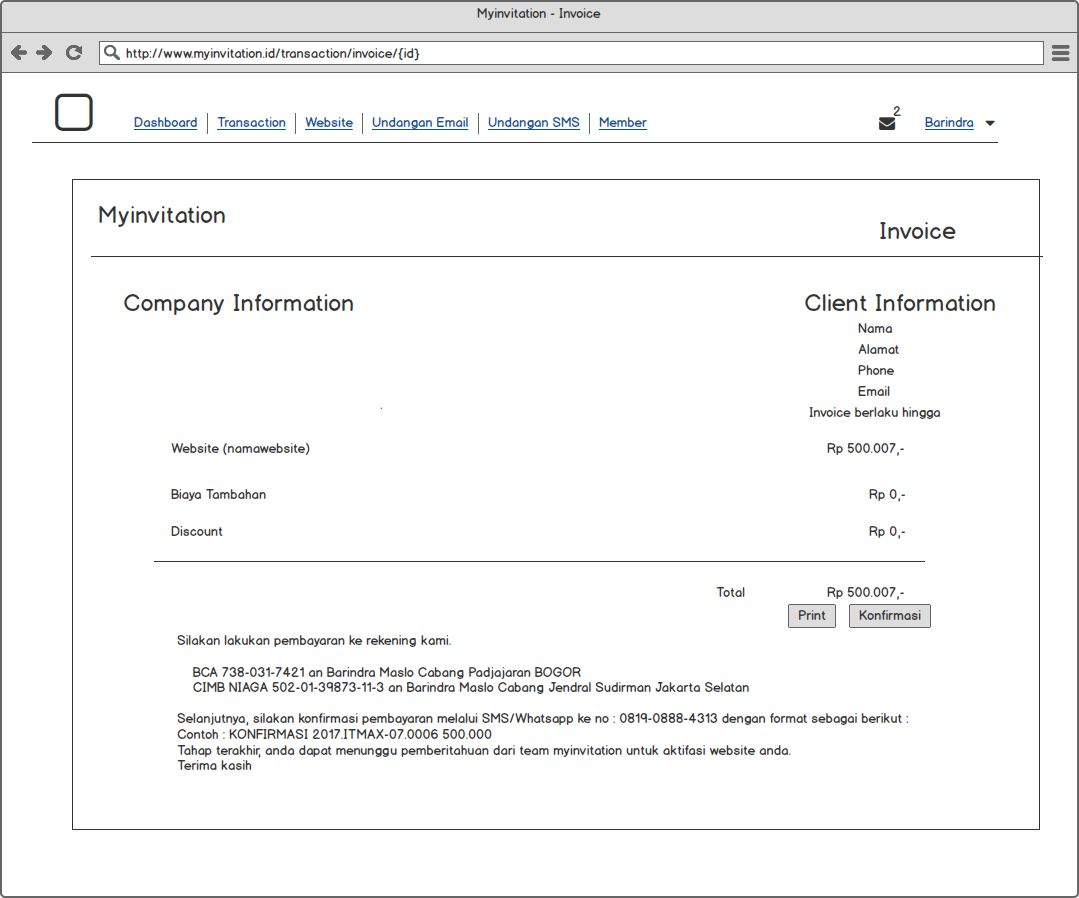 Myinvitation - Invoice
http://www.myinvitation.id/transaction/invoice/{id}
Dashboard Transaction Website Undangan Email Undangan SMS Member 2 Barindra
Myinvitation
Invoice
Company Information Client Information
Nama
Alamat
Phone
Email
Invoice berlaku hingga
Website (namawebsite) Rp 500.007,-
Biaya Tambahan Rp 0,-
Discount Rp 0,-
Total Rp 500.007,-
Print Konfirmasi
Silakan lakukan pembayaran ke rekening kami.
BCA 738-031-7421 an Barindra Maslo Cabang Padjajaran BOGOR
CIMB NIAGA 502-01-39873-11-3 an Barindra Maslo Cabang Jendral Sudirman Jakarta Selatan
Selanjutnya, silakan konfirmasi pembayaran melalui SMS/Whatsapp ke no : 0819-0888-4313 dengan format sebagai berikut :
Contoh : KONFIRMASI 2017.ITMAX-07.0006 500.000
Tahap terakhir, anda dapat menunggu pemberitahuan dari team myinvitation untuk aktifasi website anda.
Terima kasih